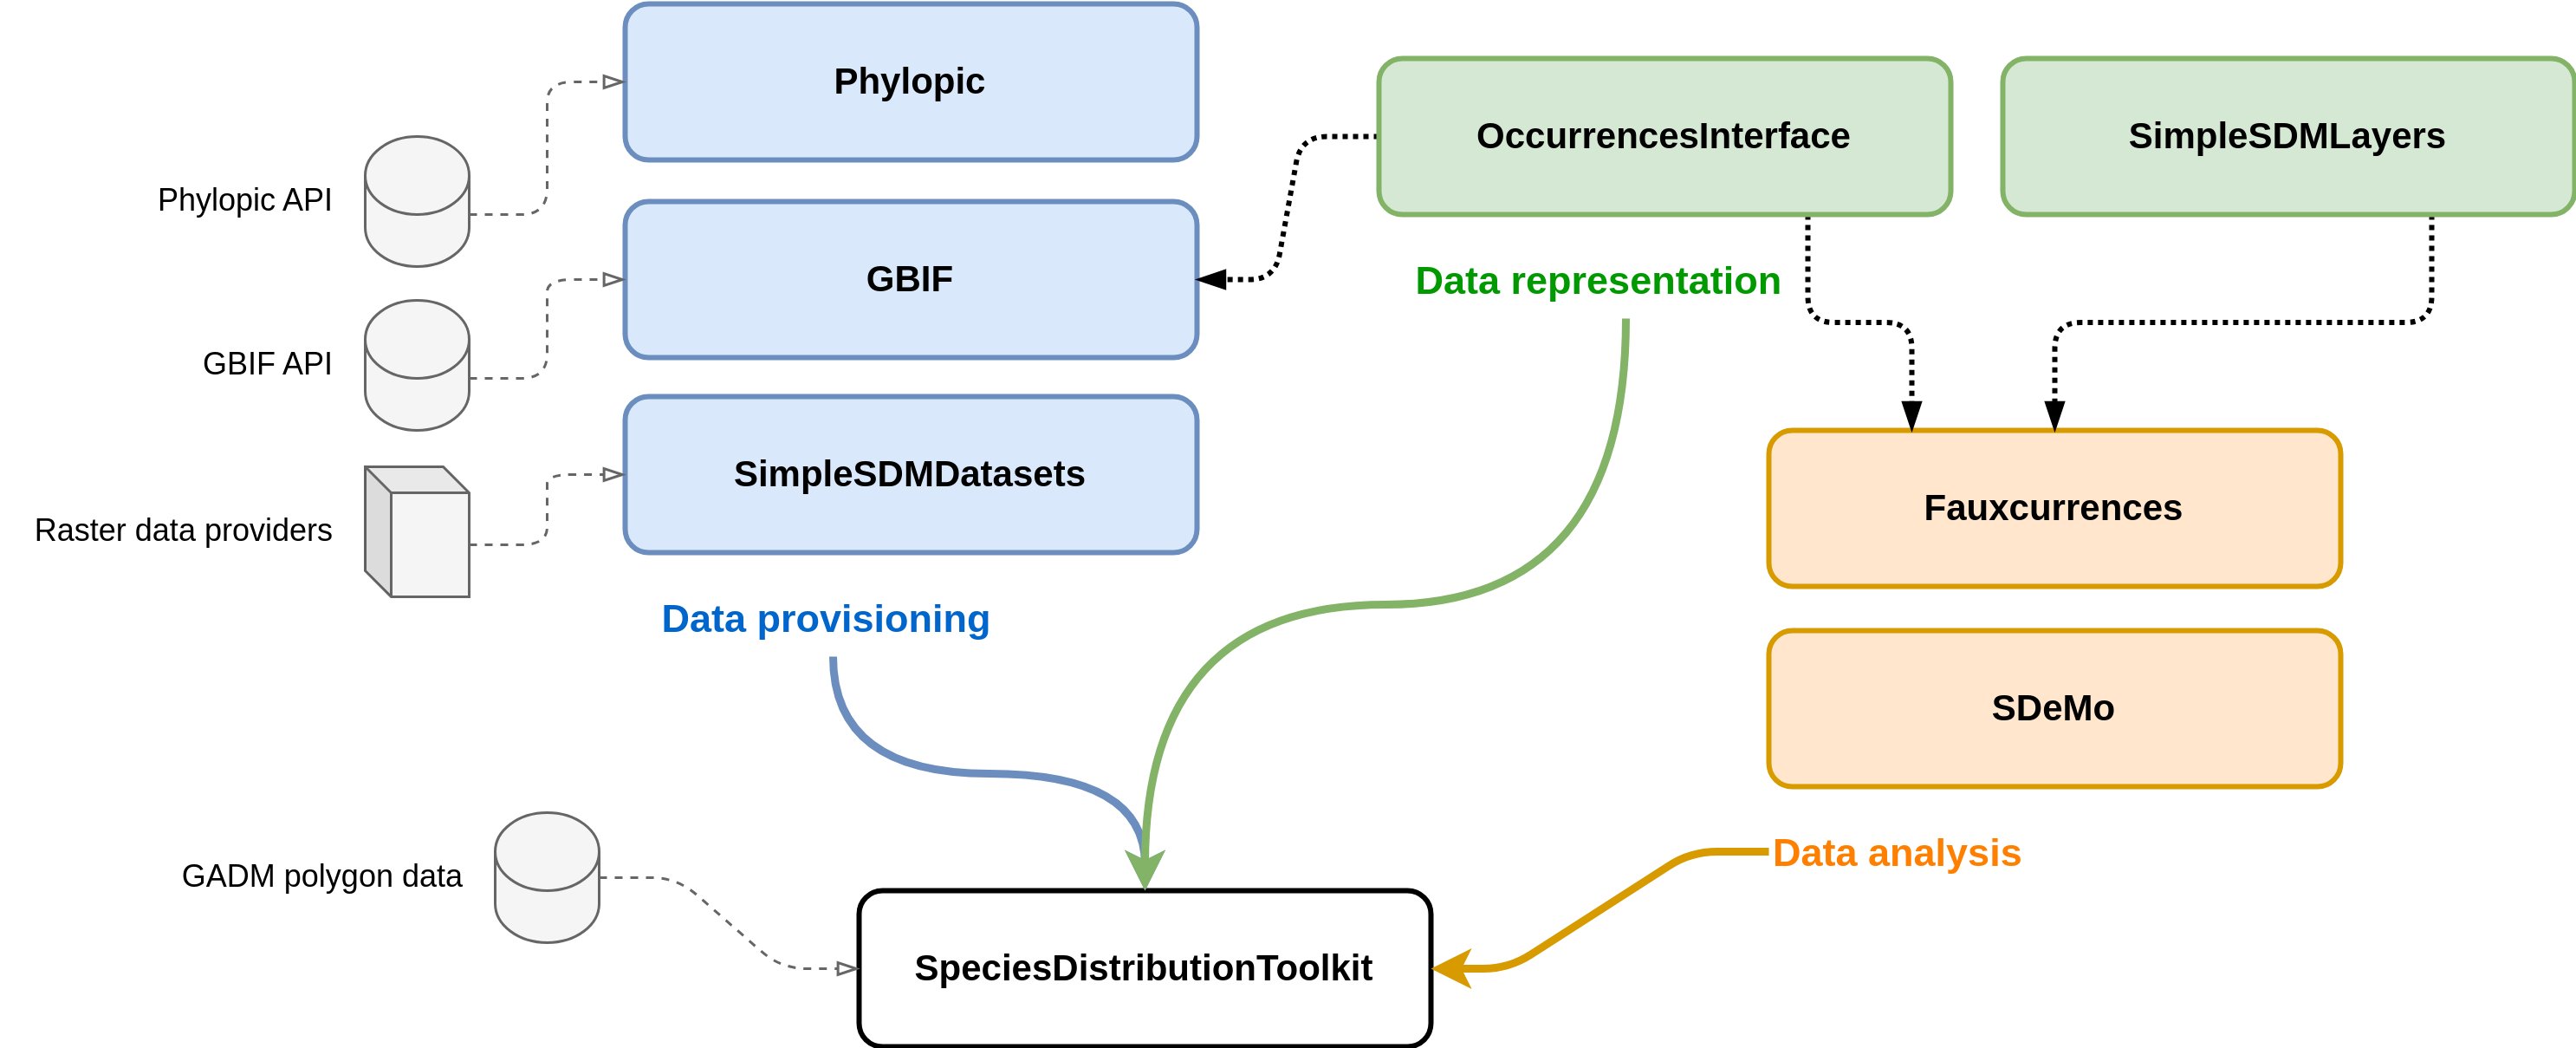 Phylopic
OccurrencesInterface
SimpleSDMLayers
Phylopic API
GBIF
Data representation
GBIF API
SimpleSDMDatasets
Fauxcurrences
Raster data providers
Data provisioning
SDeMo
Data analysis
GADM polygon data
SpeciesDistributionToolkit